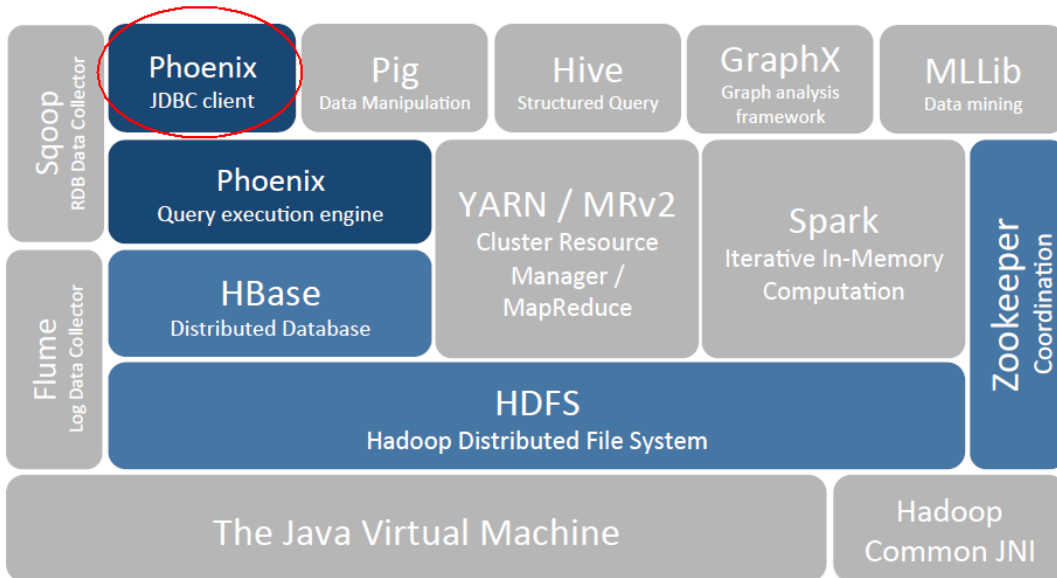 Sqoop
RDB Data Collector
Phoenix
JDBC client
Pig
Data Manipulation
Hive
Structured Query
GraphX
Graph analysis
framework
MLLib
Data mining
Phoenix
Query execution engine
YARN / MRv2
Cluster Resource
Manager /
MapReduce
Spark
Iterative In-Memory
Computation
Zookeeper
Coordination
Flume
Log Data Collector
HBase
Distributed Database
HDFS
Hadoop Distributed File System
The Java Virtual Machine
Hadoop
Common JNI